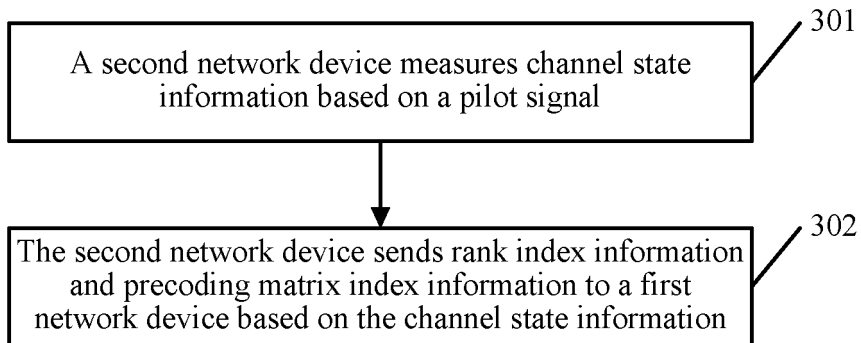 301
A second network device measures channel state
information based on a pilot signal
302
The second network device sends rank index information
and precoding matrix index information to a first
network device based on the channel state information